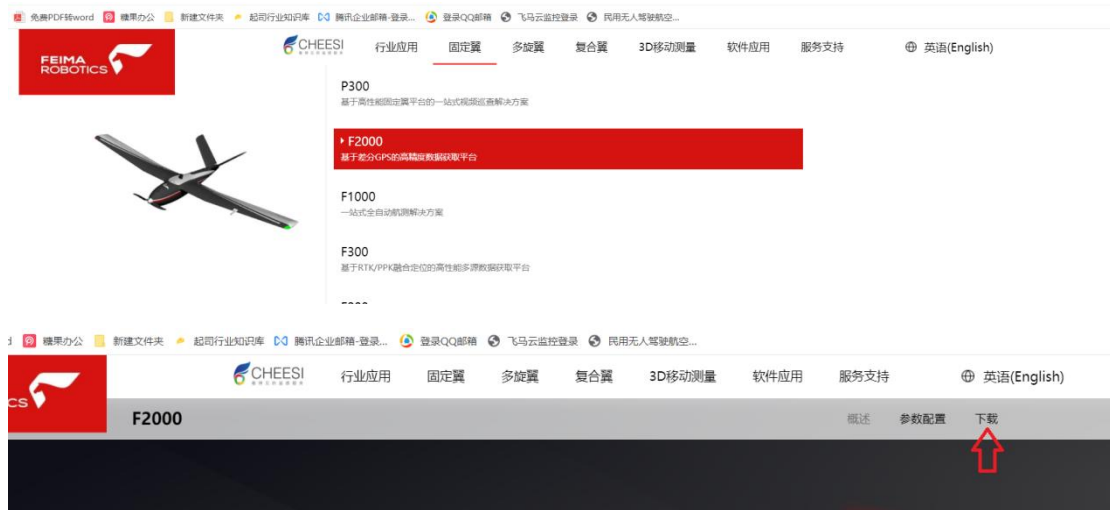 免费PDF转word 糖果办公 新建文件夹 起司行业知识库 腾讯企业邮箱-登录... 登录QQ邮箱 飞马云监控登录 民用无人驾驶航空...
FEIMA
ROBOTICS
CHEESI 行业应用 固定翼 多旋翼 复合翼 3D移动测量 软件应用 服务支持 英语(English)
P300
基于高性能固定翼平台的一站式视频巡查解决方案
F2000
基于差分GPS的高精度数据获取平台
F1000
一站式全自动航测解决方案
F300
基于RTK/PPK融合定位的高性能多源数据获取平台
d 糖果办公 新建文件夹 起司行业知识库 腾讯企业邮箱-登录... 登录QQ邮箱 飞马云监控登录 民用无人驾驶航空...
CHEESI 行业应用 固定翼 多旋翼 复合翼 3D移动测量 软件应用 服务支持 英语(English)
CS
F2000 概述 参数配置 下载